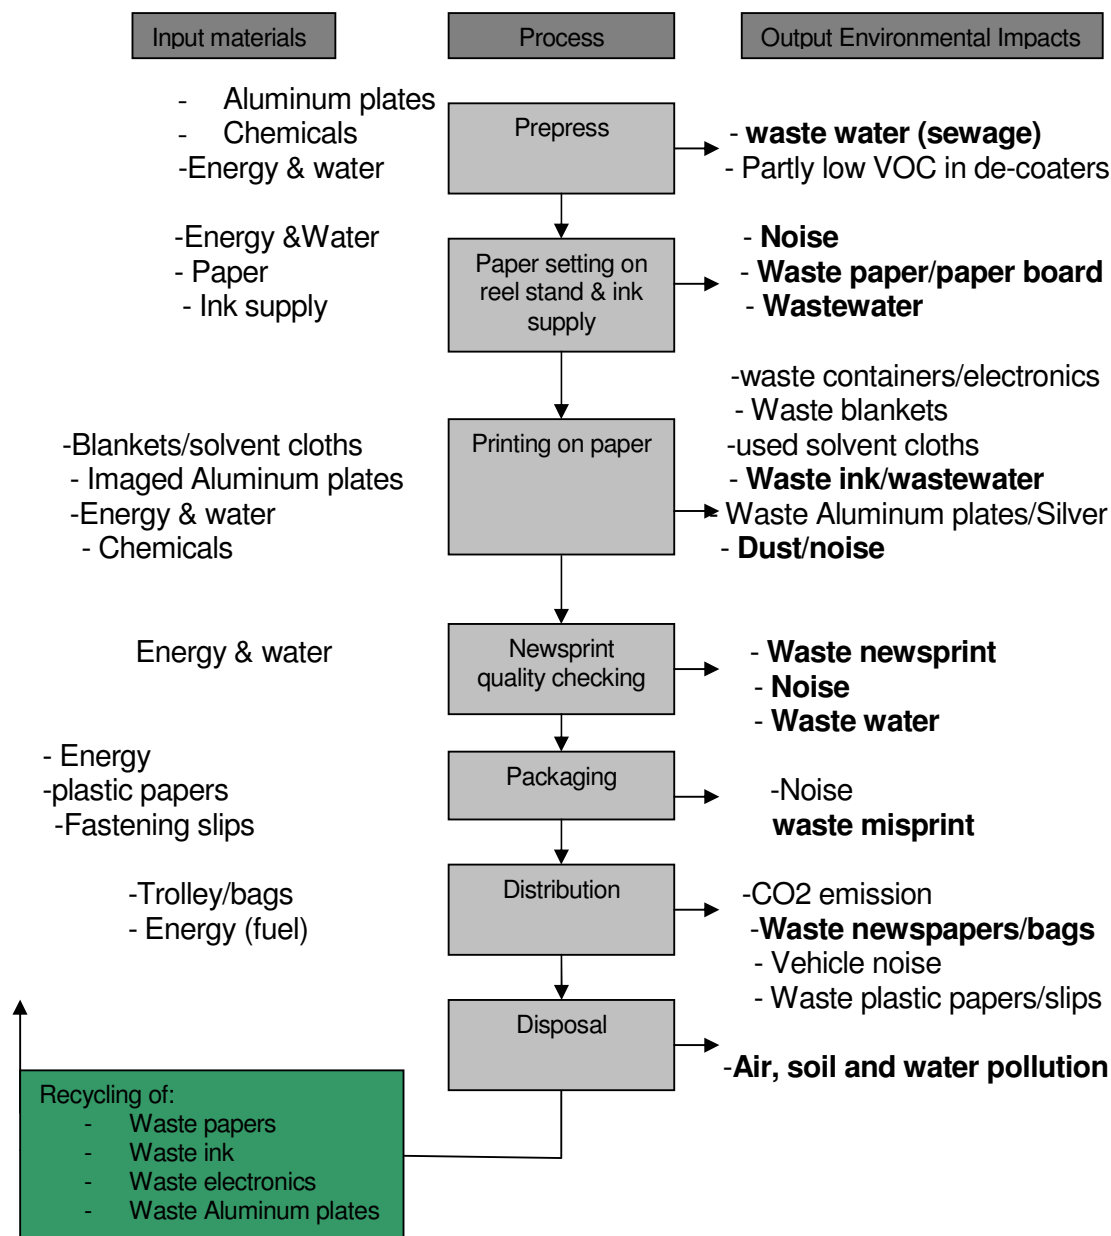 Input materials
Process
Output Environmental Impacts
- Aluminum plates
- Chemicals
-Energy & water
Prepress
- waste water (sewage)
- Partly low VOC in de-coaters
-Energy &Water
- Paper
- Ink supply
Paper setting on
reel stand & ink
supply
- Noise
- Waste paper/paper board
- Wastewater
-Blankets/solvent cloths
- Imaged Aluminum plates
-Energy & water
- Chemicals
Printing on paper
-waste containers/electronics
- Waste blankets
-used solvent cloths
- Waste ink/wastewater
- Waste Aluminum plates/Silver
- Dust/noise
Energy & water
Newsprint
quality checking
- Waste newsprint
- Noise
- Waste water
- Energy
-plastic papers
-Fastening slips
Packaging
-Noise
waste misprint
-Trolley/bags
- Energy (fuel)
Distribution
-CO2 emission
-Waste newspapers/bags
- Vehicle noise
- Waste plastic papers/slips
Disposal
-Air, soil and water pollution
Recycling of:
- Waste papers
- Waste ink
- Waste electronics
- Waste Aluminum plates